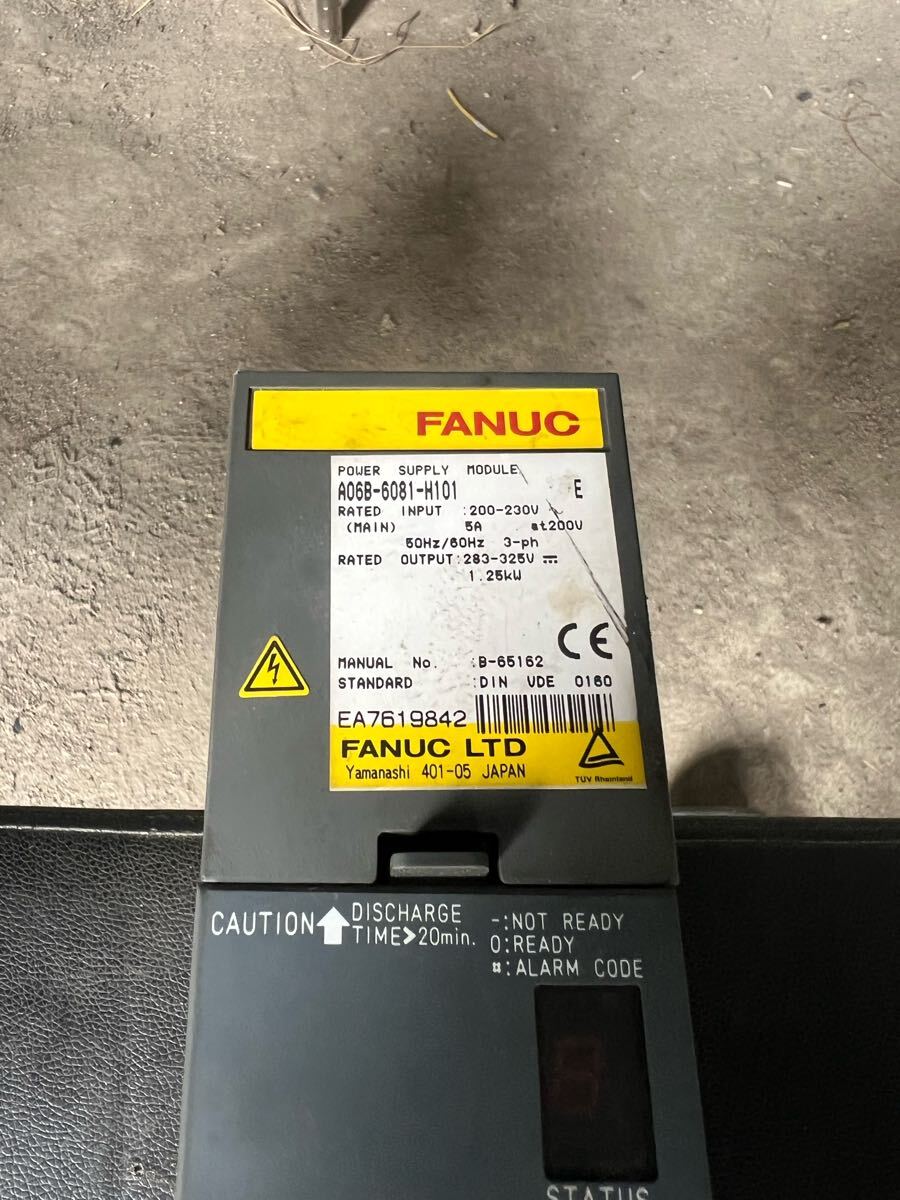 FANUC
POWER SUPPLY MODULE
A06B-6081-H101 E
RATED INPUT :200-230V ~
(MAIN) 5A at200V
50Hz/60Hz 3-ph
RATED OUTPUT:283-325V ⎓
1.25kW
CE
MANUAL No. :B-65162
STANDARD :DIN VDE 0160
EA7619842
FANUC LTD
Yamanashi 401-05 JAPAN
TÜV Rheinland
CAUTION DISCHARGE
TIME>20min.
-:NOT READY
0:READY
¤:ALARM CODE
STATUS